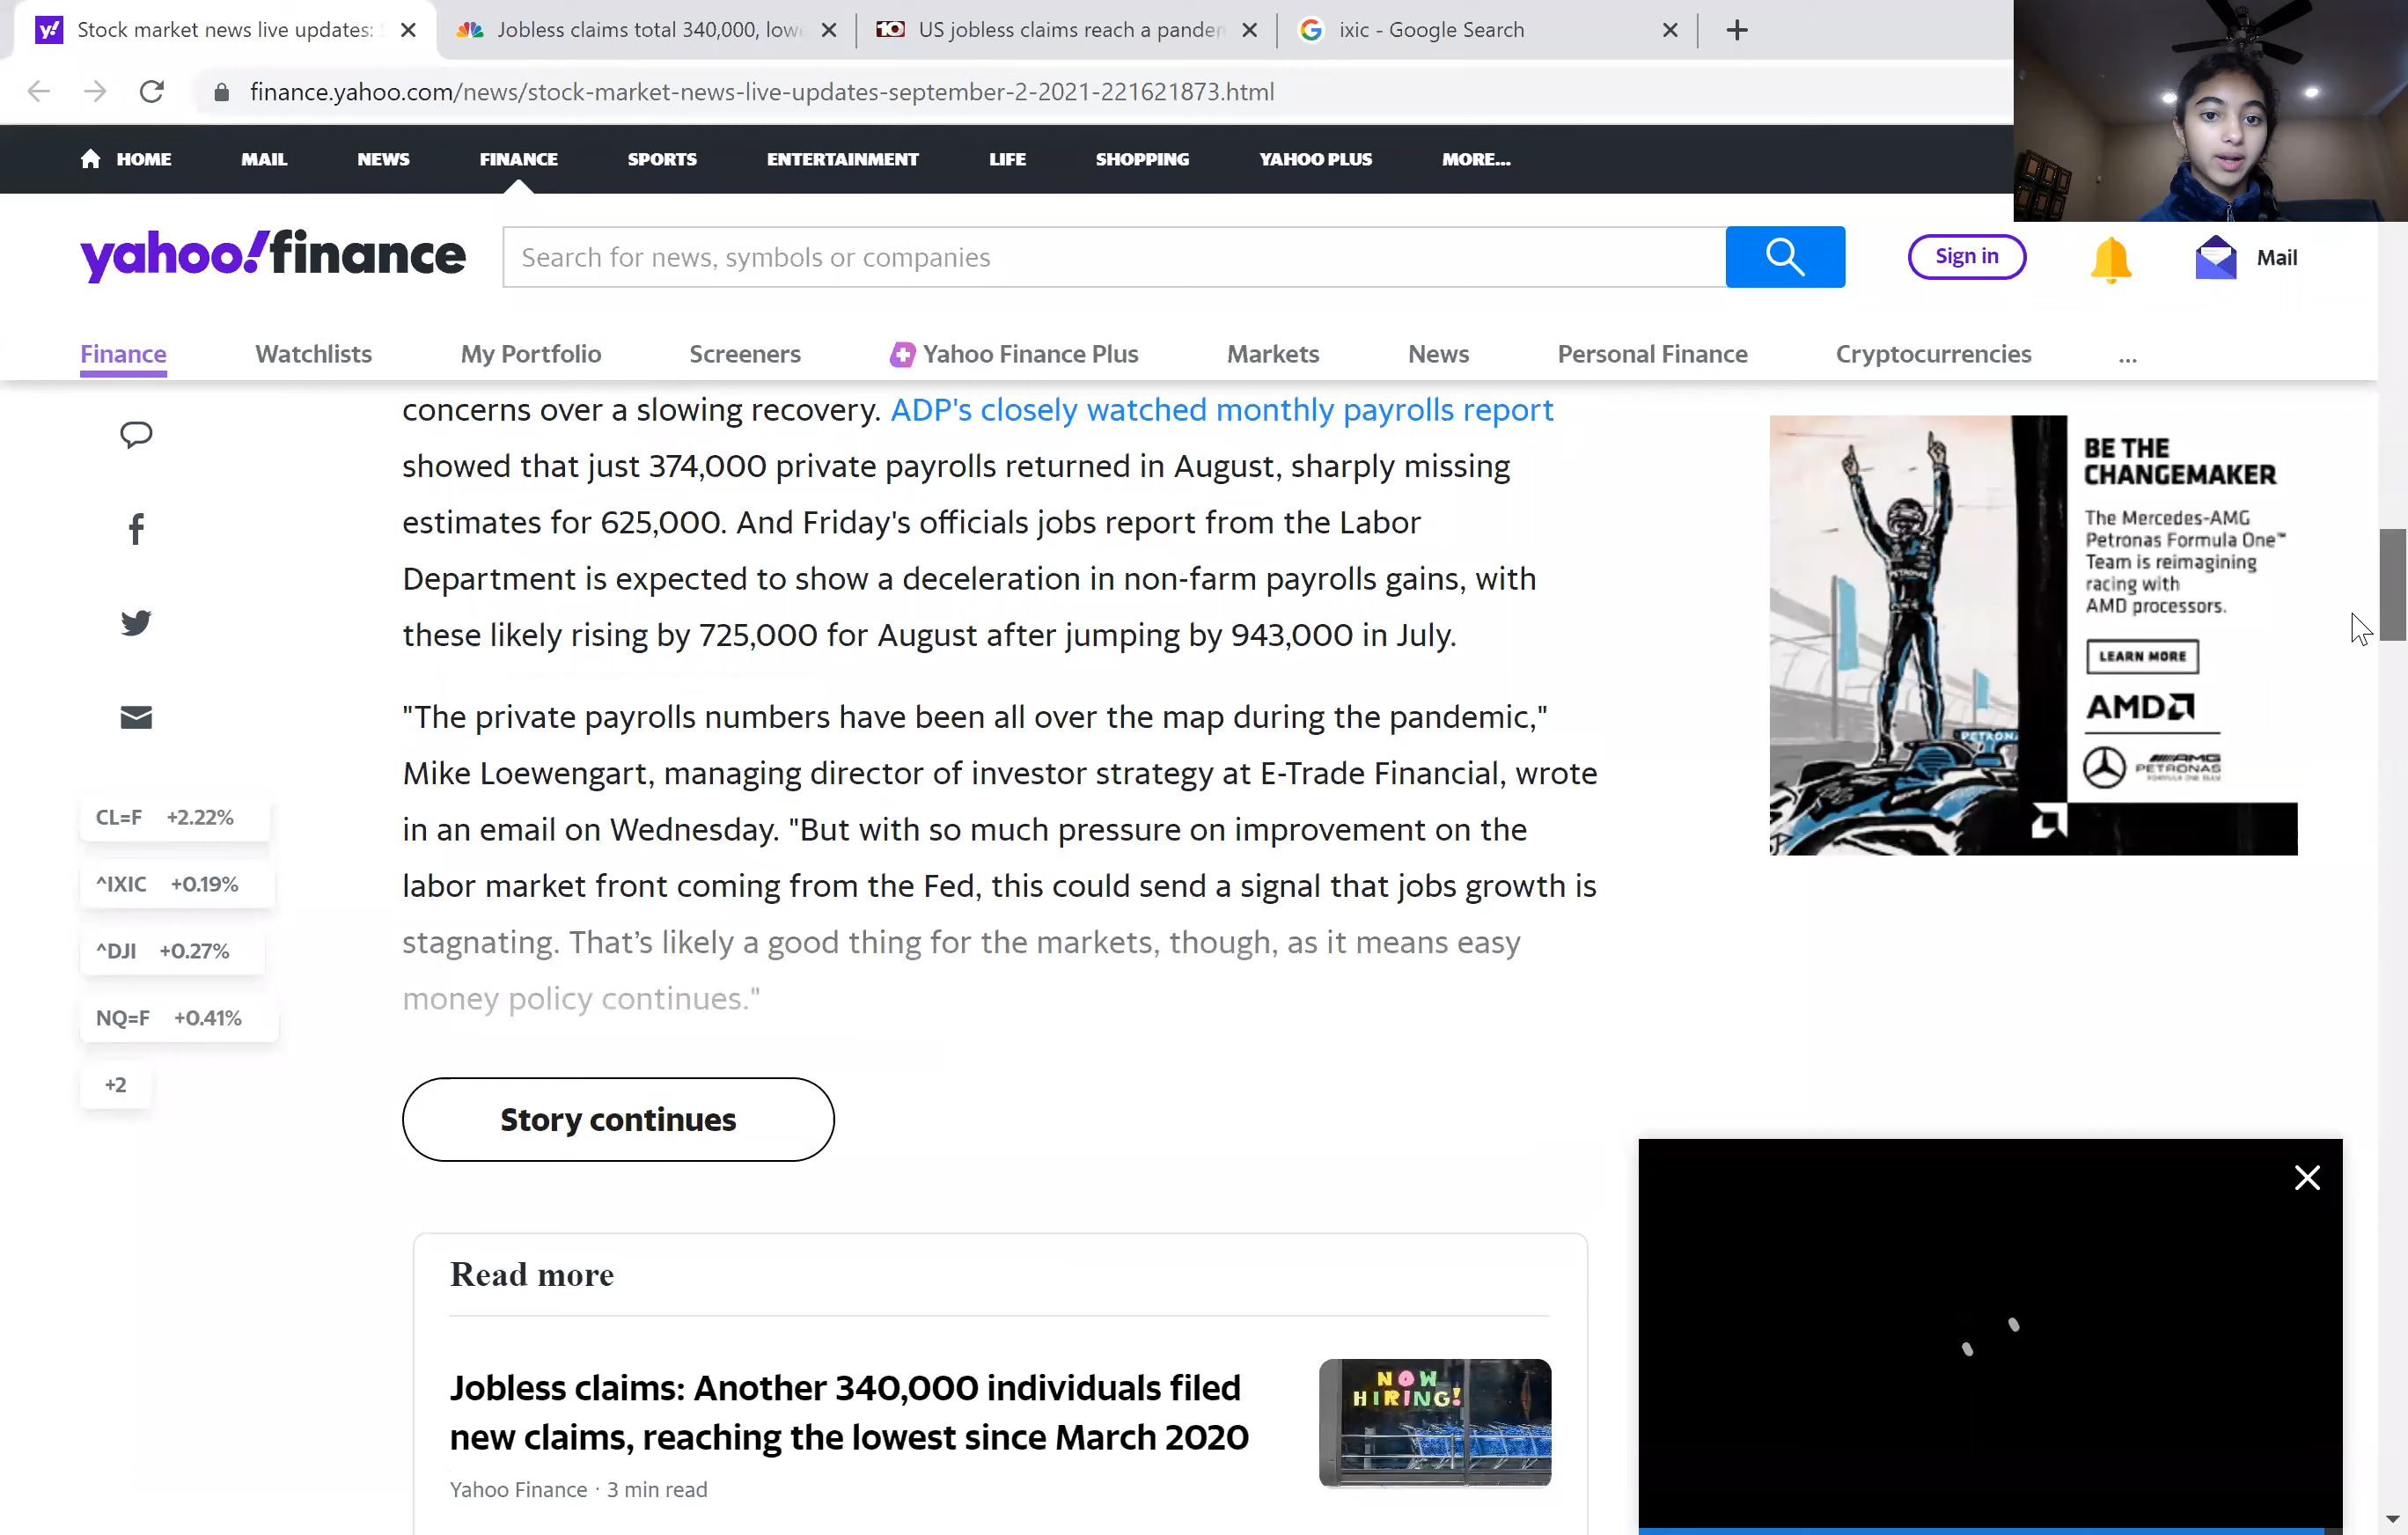 Stock market news live updates:
Jobless claims total 340,000, lowe
US jobless claims reach a pander
ixic - Google Search
finance.yahoo.com/news/stock-market-news-live-updates-september-2-2021-221621873.html
HOME
MAIL
NEWS
FINANCE
SPORTS
ENTERTAINMENT
LIFE
SHOPPING
YAHOO PLUS
MORE...
yahoo!finance
Search for news, symbols or companies
Sign in
Mail
Finance
Watchlists
My Portfolio
Screeners
Yahoo Finance Plus
Markets
News
Personal Finance
Cryptocurrencies
...
concerns over a slowing recovery. ADP's closely watched monthly payrolls report
showed that just 374,000 private payrolls returned in August, sharply missing
estimates for 625,000. And Friday's officials jobs report from the Labor
Department is expected to show a deceleration in non-farm payrolls gains, with
these likely rising by 725,000 for August after jumping by 943,000 in July.
"The private payrolls numbers have been all over the map during the pandemic,"
Mike Loewengart, managing director of investor strategy at E-Trade Financial, wrote
in an email on Wednesday. "But with so much pressure on improvement on the
labor market front coming from the Fed, this could send a signal that jobs growth is
stagnating. That's likely a good thing for the markets, though, as it means easy
money policy continues."
CL=F +2.22%
^IXIC +0.19%
^DJI +0.27%
NQ=F +0.41%
+2
Story continues
Read more
Jobless claims: Another 340,000 individuals filed
new claims, reaching the lowest since March 2020
Yahoo Finance · 3 min read
NOW
HIRING!
BE THE
CHANGEMAKER
The Mercedes-AMG
Petronas Formula One™
Team is reimagining
racing with
AMD processors.
LEARN MORE
AMD
AMG
PETRONAS
FORMULA ONE TEAM